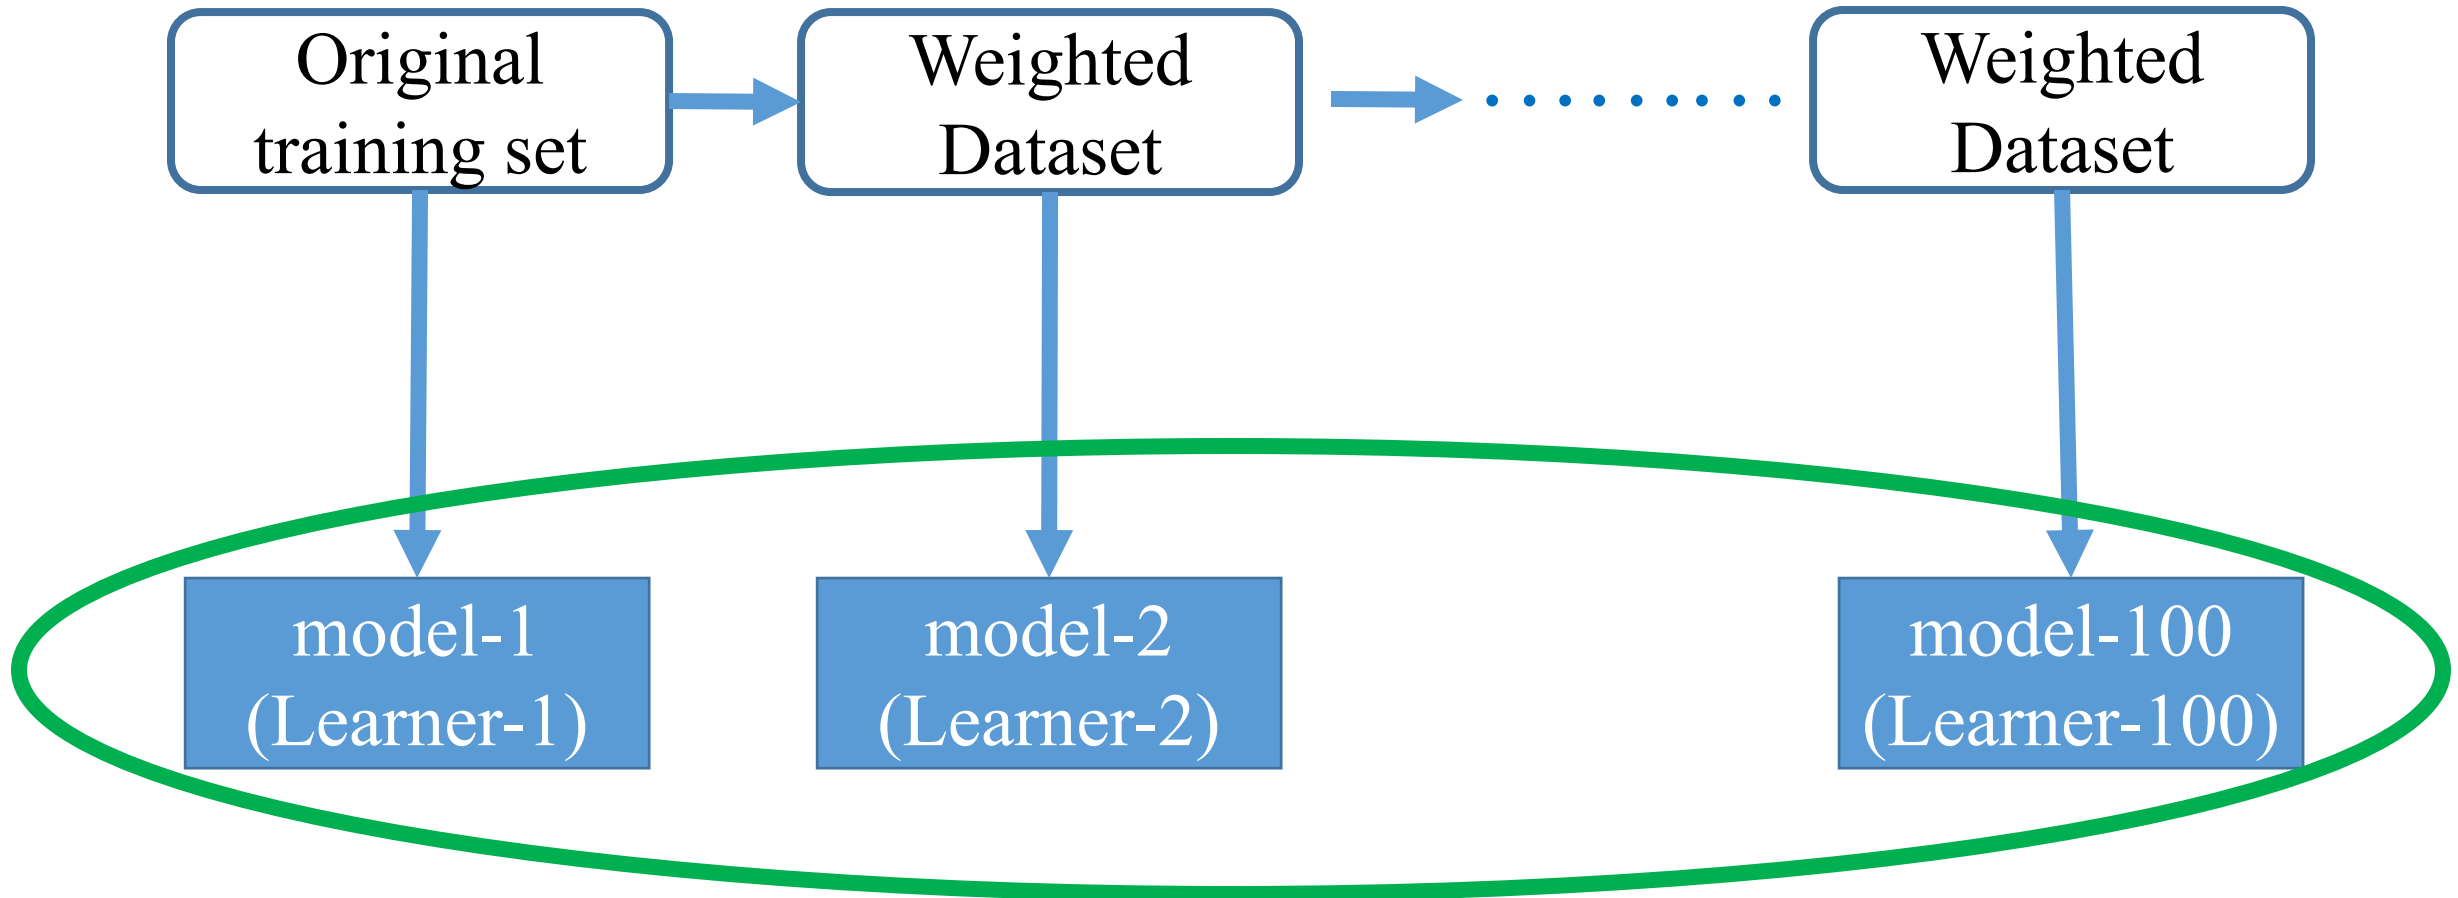 Original
training set
Weighted
Dataset
Weighted
Dataset
model-1
(Learner-1)
model-2
(Learner-2)
model-100
(Learner-100)